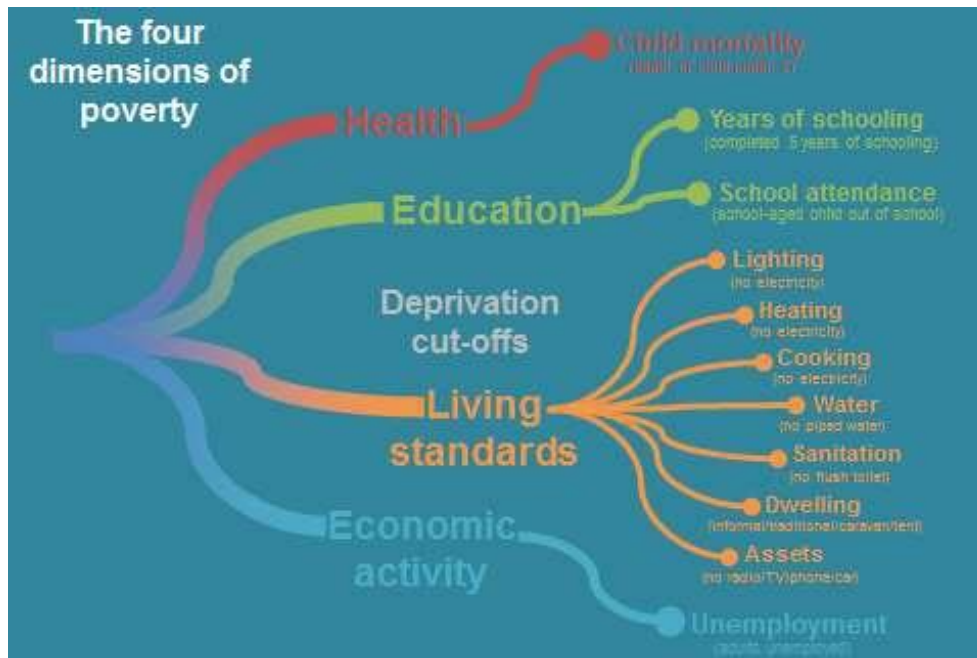 The four
dimensions of
poverty
Child mortality
Health
Years of schooling
(completed 5 years of schooling)
Education
School attendance
(school-aged child out of school)
Deprivation
cut-offs
Living
standards
Lighting
(no electricity)
Heating
(no electricity)
Cooking
(no electricity)
Water
(no piped water)
Sanitation
(no flush toilet)
Dwelling
(informal/traditional/caravan/tent)
Assets
(no radio/TV/phone/car)
Economic
activity
Unemployment
(adults unemployed)